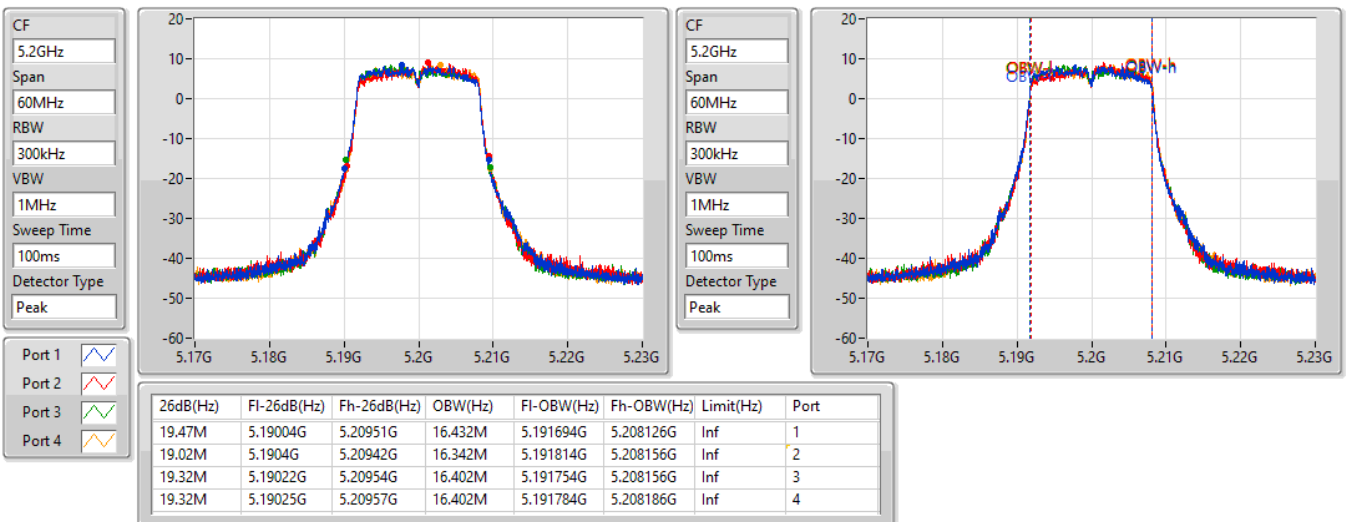 CF
5.2GHz
Span
60MHz
RBW
300kHz
VBW
1MHz
Sweep Time
100ms
Detector Type
Peak
20
10
0
-10
-20
-30
-40
-50
-60
5.17G 5.18G 5.19G 5.2G 5.21G 5.22G 5.23G
CF
5.2GHz
Span
60MHz
RBW
300kHz
VBW
1MHz
Sweep Time
100ms
Detector Type
Peak
20
10
0
-10
-20
-30
-40
-50
-60
OBW-h
5.17G 5.18G 5.19G 5.2G 5.21G 5.22G 5.23G
Port 1
Port 2
Port 3
Port 4
26dB(Hz) Fl-26dB(Hz) Fh-26dB(Hz) OBW(Hz) Fl-OBW(Hz) Fh-OBW(Hz) Limit(Hz) Port
19.47M 5.19004G 5.20951G 16.432M 5.191694G 5.208126G Inf 1
19.02M 5.1904G 5.20942G 16.342M 5.191814G 5.208156G Inf 2
19.32M 5.19022G 5.20954G 16.402M 5.191754G 5.208156G Inf 3
19.32M 5.19025G 5.20957G 16.402M 5.191784G 5.208186G Inf 4